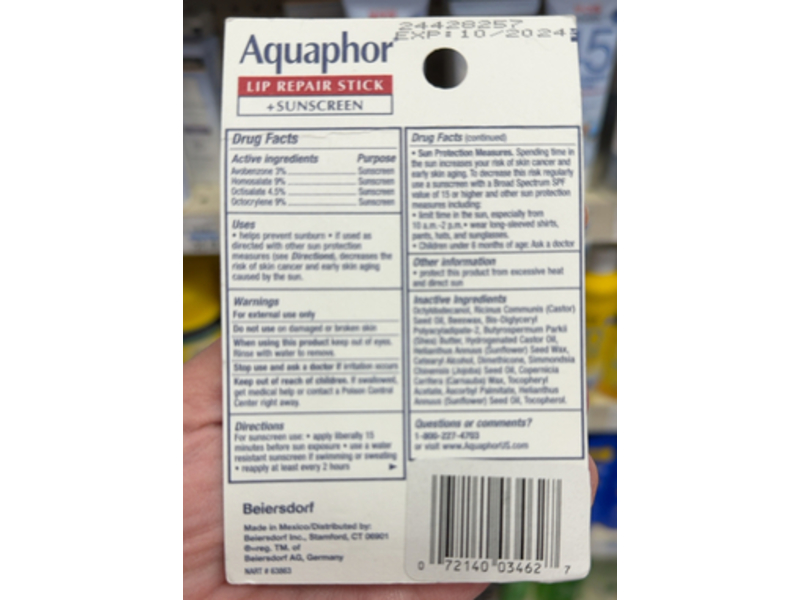 24428257
EXP: 10/2024
Aquaphor
LIP REPAIR STICK
+SUNSCREEN
Drug Facts
Active ingredients Purpose
Avobenzone 3% Sunscreen
Homosalate 9% Sunscreen
Octisalate 4.5% Sunscreen
Octocrylene 9% Sunscreen
Uses
• helps prevent sunburn • if used as
directed with other sun protection
measures (see Directions), decreases the
risk of skin cancer and early skin aging
caused by the sun.
Warnings
For external use only
Do not use on damaged or broken skin
When using this product keep out of eyes.
Rinse with water to remove.
Stop use and ask a doctor if irritation occurs
Keep out of reach of children. If swallowed,
get medical help or contact a Poison Control
Center right away.
Directions
For sunscreen use: • apply liberally 15
minutes before sun exposure • use a water
resistant sunscreen if swimming or sweating
• reapply at least every 2 hours
Drug Facts (continued)
• Sun Protection Measures. Spending time in
the sun increases your risk of skin cancer and
early skin aging. To decrease this risk regularly
use a sunscreen with a Broad Spectrum SPF
value of 15 or higher and other sun protection
measures including:
• limit time in the sun, especially from
10 a.m.-2 p.m. • wear long-sleeved shirts,
pants, hats, and sunglasses.
• Children under 6 months of age: Ask a doctor
Other information
• protect this product from excessive heat
and direct sun
Inactive Ingredients
Octyldodecanol, Ricinus Communis (Castor)
Seed Oil, Beeswax, Bis-Diglyceryl
Polyacyladipate-2, Butyrospermum Parkii
(Shea) Butter, Hydrogenated Castor Oil,
Helianthus Annuus (Sunflower) Seed Wax,
Cetearyl Alcohol, Dimethicone, Simmondsia
Chinensis (Jojoba) Seed Oil, Copernicia
Cerifera (Carnauba) Wax, Tocopheryl
Acetate, Ascorbyl Palmitate, Helianthus
Annuus (Sunflower) Seed Oil, Tocopherol.
Questions or comments?
1-800-227-4703
or visit www.AquaphorUS.com
Beiersdorf
Made in Mexico/Distributed by:
Beiersdorf Inc., Stamford, CT 06901
®=reg. TM. of
Beiersdorf AG, Germany
NART # 63863
0 72140 03462 7